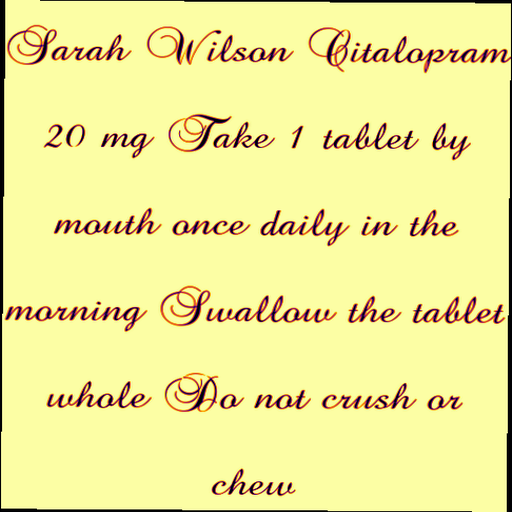 Sarah Wilson Citalopram
20 mg Take 1 tablet by
mouth once daily in the
morning Swallow the tablet
whole Do not crush or
chew